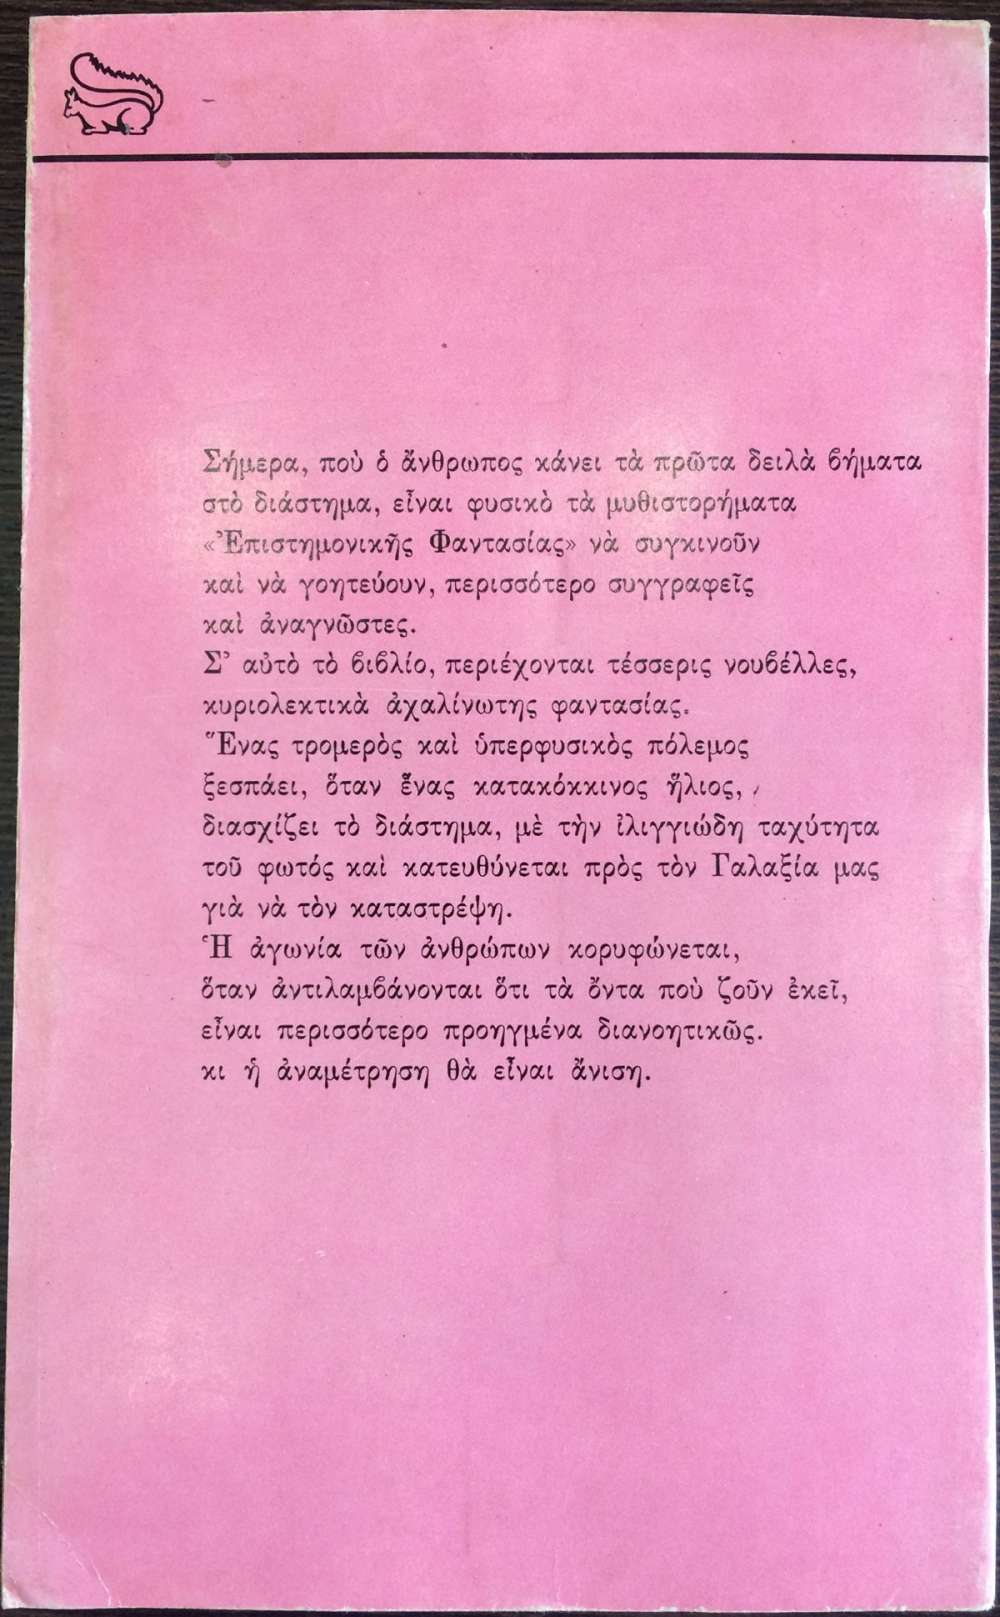 Σήμερα, ποὺ ὁ ἄνθρωπος κάνει τὰ πρῶτα δειλὰ βήματα
στὸ διάστημα, εἶναι φυσικὸ τὰ μυθιστορήματα
«Ἐπιστημονικῆς Φαντασίας» νὰ συγκινοῦν
καὶ νὰ γοητεύουν, περισσότερο συγγραφεῖς
καὶ ἀναγνῶστες.
Σ' αὐτὸ τὸ βιβλίο, περιέχονται τέσσερις νουβέλλες,
κυριολεκτικὰ ἀχαλίνωτης φαντασίας.
Ἕνας τρομερὸς καὶ ὑπερφυσικὸς πόλεμος
ξεσπάει, ὅταν ἕνας κατακόκκινος ἥλιος,
διασχίζει τὸ διάστημα, μὲ τὴν ἰλιγγιώδη ταχύτητα
τοῦ φωτός καὶ κατευθύνεται πρὸς τὸν Γαλαξία μας
γιὰ νὰ τὸν καταστρέψη.
Ἡ ἀγωνία τῶν ἀνθρώπων κορυφώνεται,
ὅταν ἀντιλαμβάνονται ὅτι τὰ ὄντα ποὺ ζοῦν ἐκεῖ,
εἶναι περισσότερο προηγμένα διανοητικῶς.
κι ἡ ἀναμέτρηση θὰ εἶναι ἄνιση.